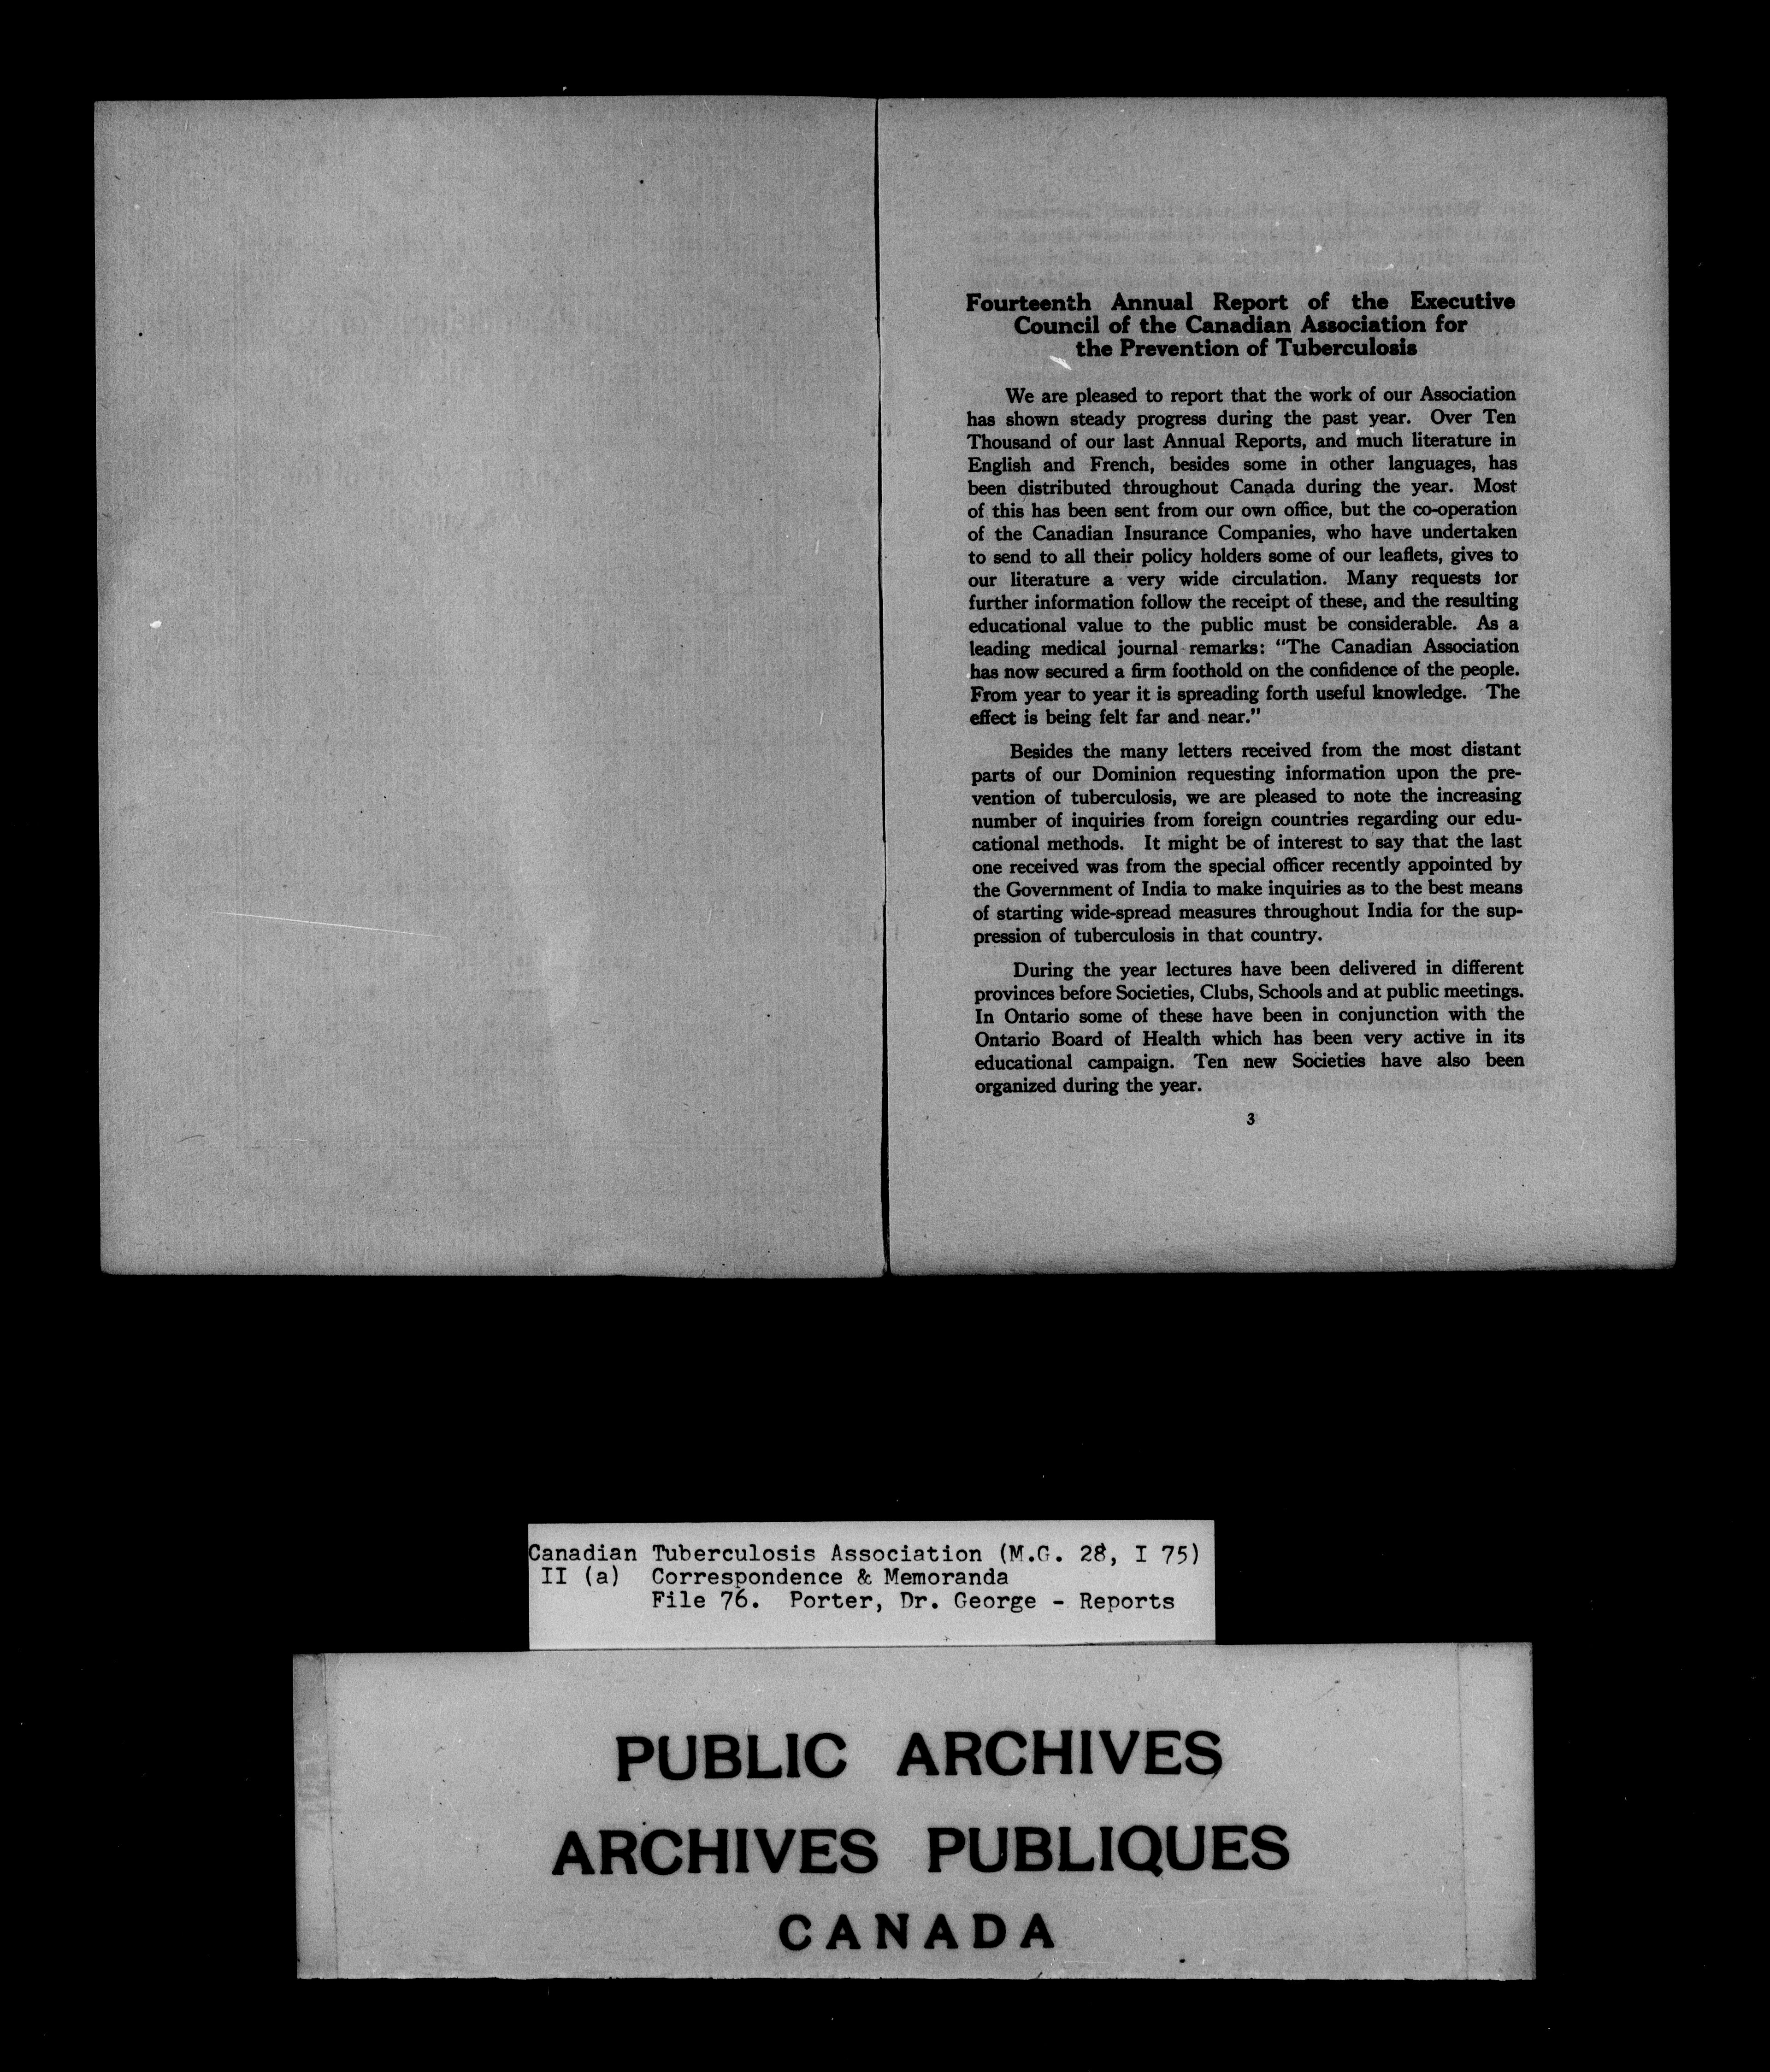 Fourteenth Annual Report of the Executive
Council of the Canadian Association for
the Prevention of Tuberculosis
We are pleased to report that the work of our Association
has shown steady progress during the past year. Over Ten
Thousand of our last Annual Reports, and much literature in
English and French, besides some in other languages, has
been distributed throughout Canada during the year. Most
of this has been sent from our own office, but the co-operation
of the Canadian Insurance Companies, who have undertaken
to send to all their policy holders some of our leaflets, gives to
our literature a very wide circulation. Many requests for
further information follow the receipt of these, and the resulting
educational value to the public must be considerable. As a
leading medical journal remarks: “The Canadian Association
has now secured a firm foothold on the confidence of the people.
From year to year it is spreading forth useful knowledge. The
effect is being felt far and near.”
Besides the many letters received from the most distant
parts of our Dominion requesting information upon the pre-
vention of tuberculosis, we are pleased to note the increasing
number of inquiries from foreign countries regarding our edu-
cational methods. It might be of interest to say that the last
one received was from the special officer recently appointed by
the Government of India to make inquiries as to the best means
of starting wide-spread measures throughout India for the sup-
pression of tuberculosis in that country.
During the year lectures have been delivered in different
provinces before Societies, Clubs, Schools and at public meetings.
In Ontario some of these have been in conjunction with the
Ontario Board of Health which has been very active in its
educational campaign. Ten new Societies have also been
organized during the year.
3
Canadian Tuberculosis Association (M.G. 28, I 75)
II (a) Correspondence & Memoranda
File 76. Porter, Dr. George - Reports
PUBLIC ARCHIVES
ARCHIVES PUBLIQUES
CANADA